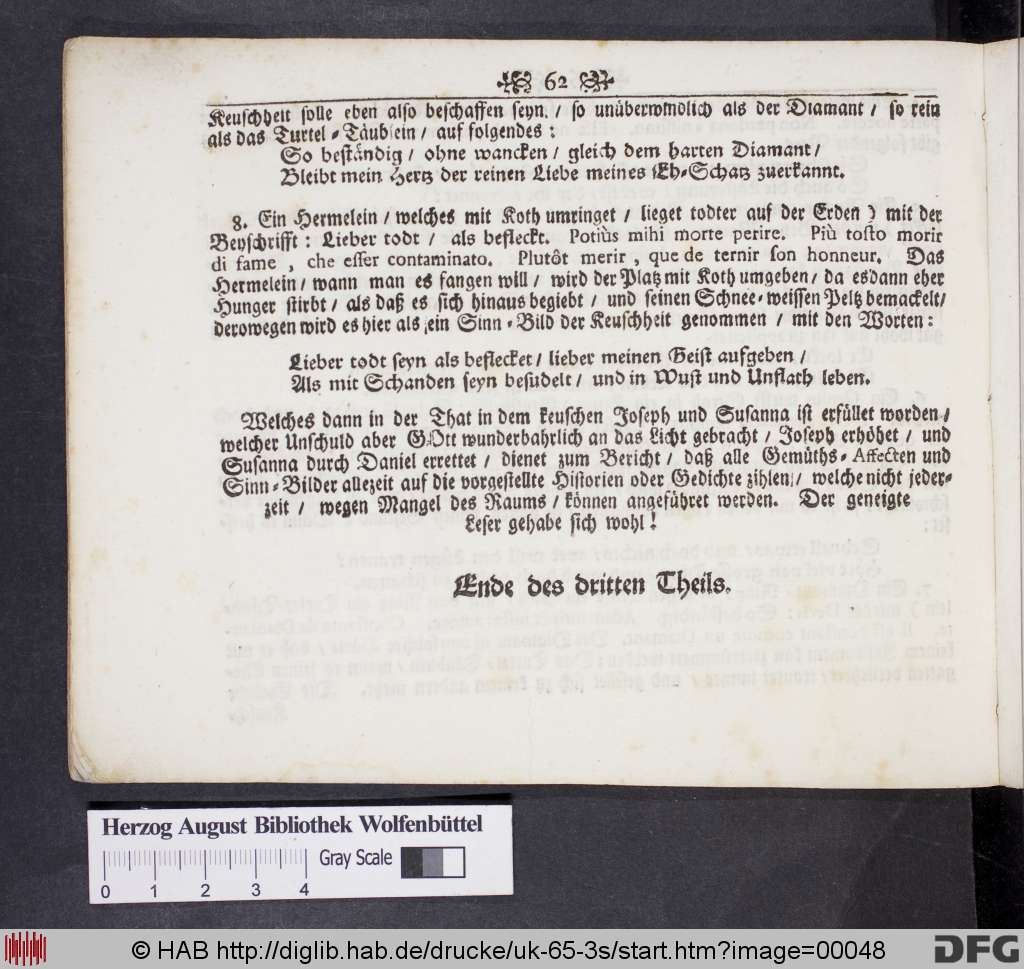 62
Keuschheit solle eben also beschaffen seyn / so unüberwindlich als der Diamant / so rein
als das Turtel-Täublein / auf folgendes:
So beständig / ohne wancken / gleich dem harten Diamant /
Bleibt mein Hertz der reinen Liebe meines Eh-Schatz zuerkannt.
8. Ein Hermelein / welches mit Koth umringet / lieget todter auf der Erden) mit der
Beyschrifft: Lieber todt / als befleckt. Potiùs mihi morte perire. Più tosto morir
di fame, che esser contaminato. Plutôt merir, que de ternir son honneur. Das
Hermelein / wann man es fangen will / wird der Platz mit Koth umgeben / da es dann eher
Hunger stirbt / als daß es sich hinaus begiebt / und seinen Schnee-weissen Peltz bemackelt /
derowegen wird es hier als ein Sinn-Bild der Keuschheit genommen / mit den Worten:
Lieber todt seyn als beflecket / lieber meinen Geist aufgeben /
Als mit Schanden seyn besudelt / und in Wust und Unflath leben.
Welches dann in der That in dem keuschen Joseph und Susanna ist erfüllet worden /
welcher Unschuld aber GOtt wunderbahrlich an das Licht gebracht / Joseph erhöhet / und
Susanna durch Daniel errettet / dienet zum Bericht / daß alle Gemüths-Affecten und
Sinn-Bilder allezeit auf die vorgestellte Historien oder Gedichte zihlen / welche nicht jeder-
zeit / wegen Mangel des Raums / können angeführet werden. Der geneigte
Leser gehabe sich wohl!
Ende des dritten Theils.
Herzog August Bibliothek Wolfenbüttel
Gray Scale
0 1 2 3 4
© HAB http://diglib.hab.de/drucke/uk-65-3s/start.htm?image=00048
DFG